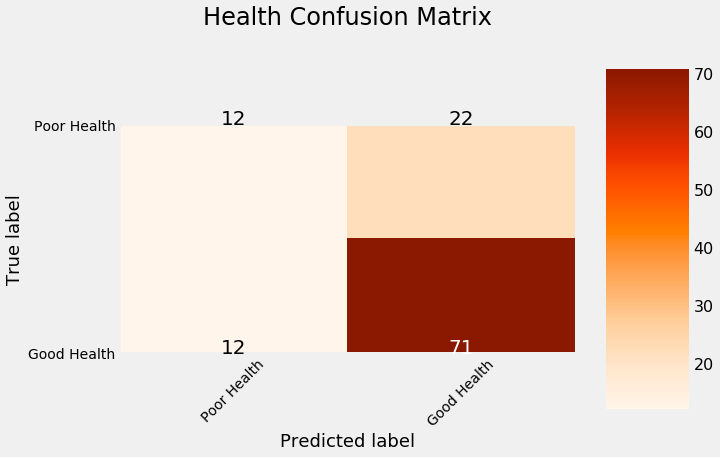 Health Confusion Matrix
12 22
Poor Health
True label
Good Health
12 71
Poor Health
Good Health
Predicted label
70
60
50
40
30
20